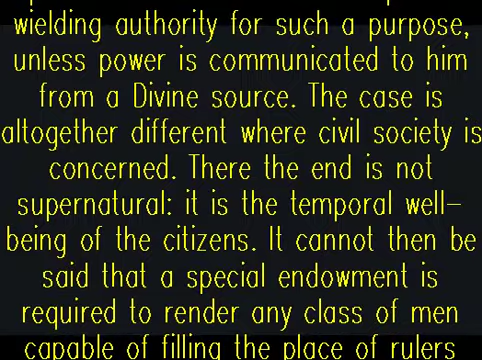 wielding authority for such a purpose,
unless power is communicated to him
from a Divine source. The case is
altogether different where civil society is
concerned. There the end is not
supernatural: it is the temporal well-
being of the citizens. It cannot then be
said that a special endowment is
required to render any class of men
capable of filling the place of rulers